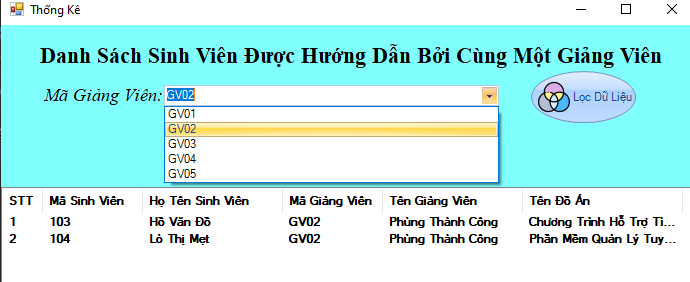 Thống Kê
Danh Sách Sinh Viên Được Hướng Dẫn Bởi Cùng Một Giảng Viên
Mã Giảng Viên: GV02
Lọc Dữ Liệu
GV01
GV02
GV03
GV04
GV05
STT Mã Sinh Viên Họ Tên Sinh Viên Mã Giảng Viên Tên Giảng Viên Tên Đồ Án
1 103 Hồ Văn Đồ GV02 Phùng Thành Công Chương Trình Hỗ Trợ Tì...
2 104 Lò Thị Mẹt GV02 Phùng Thành Công Phần Mềm Quản Lý Tuy...